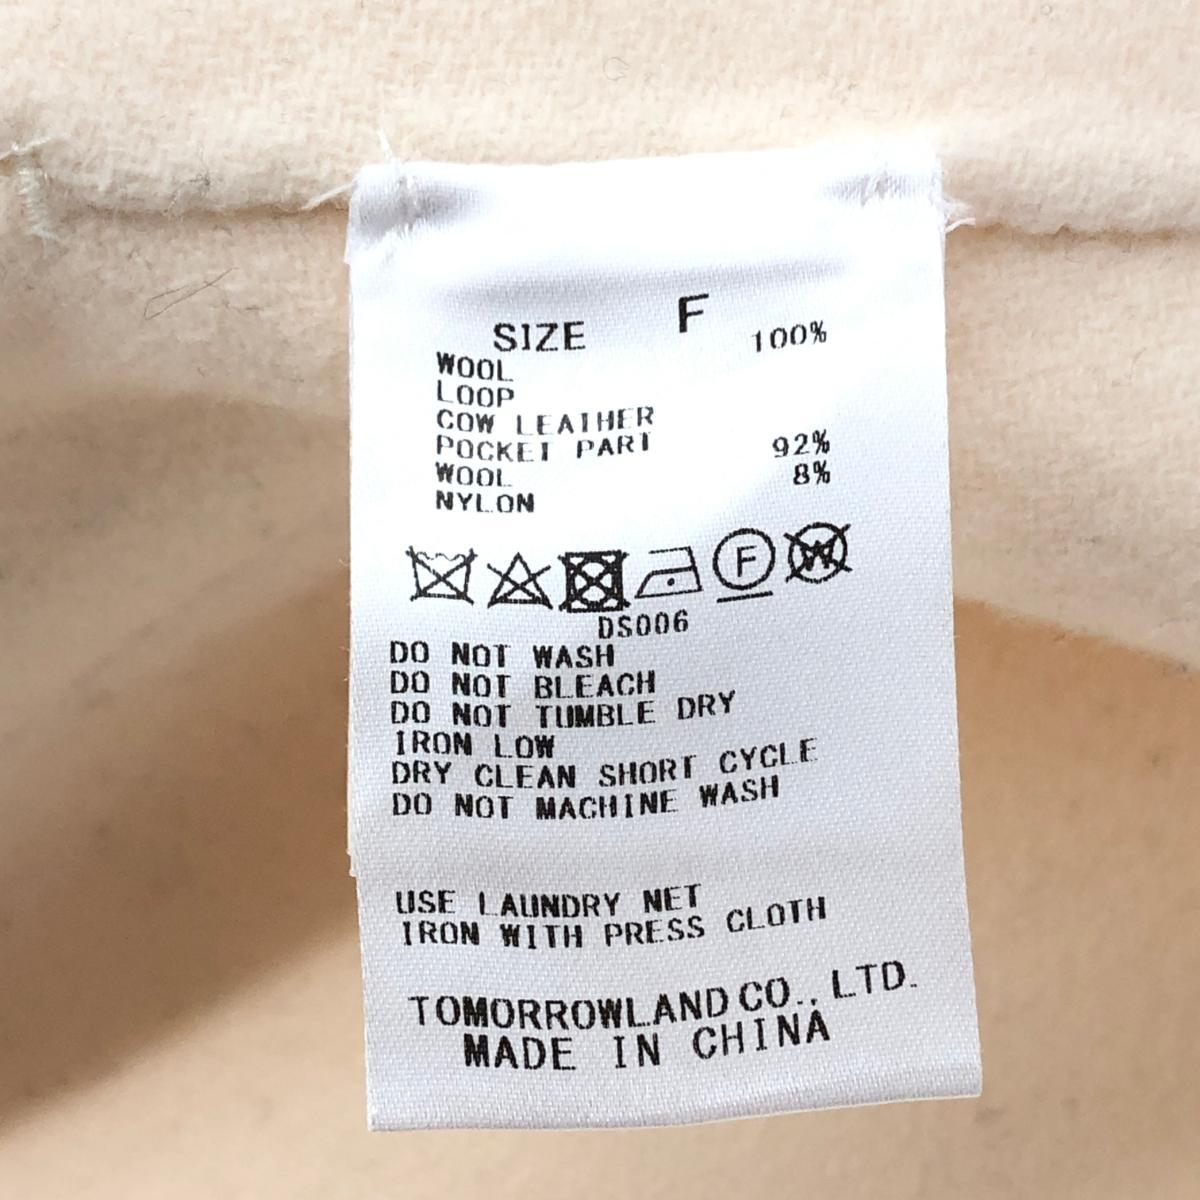 SIZE F
WOOL 100%
LOOP
COW LEATHER
POCKET PART
WOOL 92%
NYLON 8%
F W
DS006
DO NOT WASH
DO NOT BLEACH
DO NOT TUMBLE DRY
IRON LOW
DRY CLEAN SHORT CYCLE
DO NOT MACHINE WASH
USE LAUNDRY NET
IRON WITH PRESS CLOTH
TOMORROWLAND CO., LTD.
MADE IN CHINA